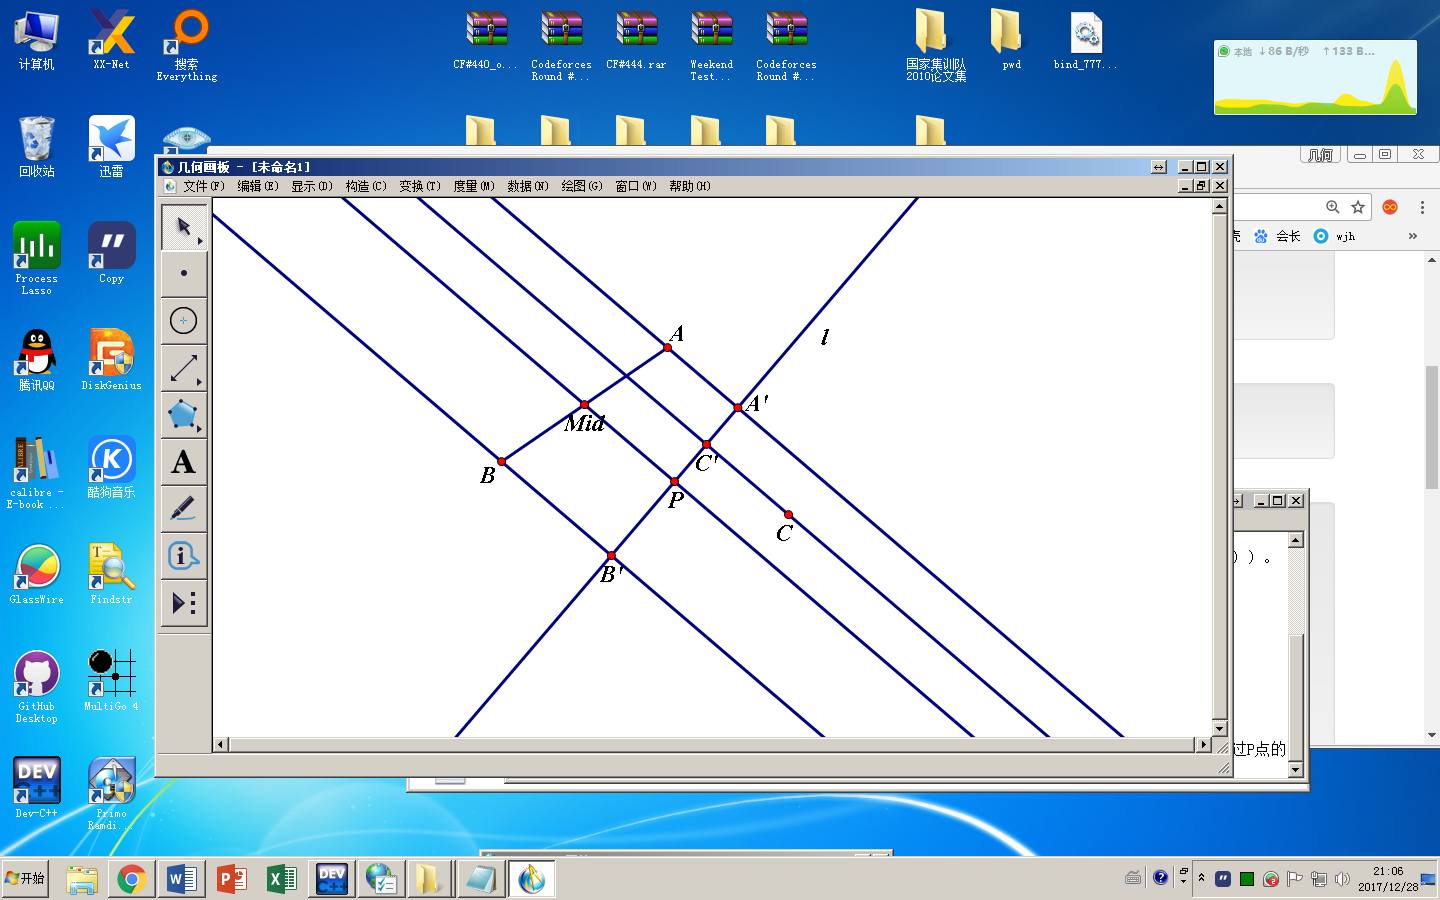 计算机
XX-Net
搜索
Everything
CF#440_o...
Codeforces
Round #...
CF#444.rar
Weekend
Test...
Codeforces
Round #...
国家集训队
2010论文集
pwd
bind_777...
本地 ↓86 B/秒 ↑133 B...
回收站
迅雷
几何画板 - [未命名1]
几何
文件(F) 编辑(E) 显示(D) 构造(C) 变换(T) 度量(M) 数据(N) 绘图(G) 窗口(W) 帮助(H)
会长
wjh
»
Process
Lasso
Copy
腾讯QQ
DiskGenius
A
l
A'
Mid
B
C'
P
C
B'
A
calibre -
E-book ...
酷狗音乐
GlassWire
Findstr
))。
GitHub
Desktop
MultiGo 4
过P点的
DEV
C++
Dev-C++
Primo
Ramdi...
开始
DEV
C++
21:06
2017/12/28